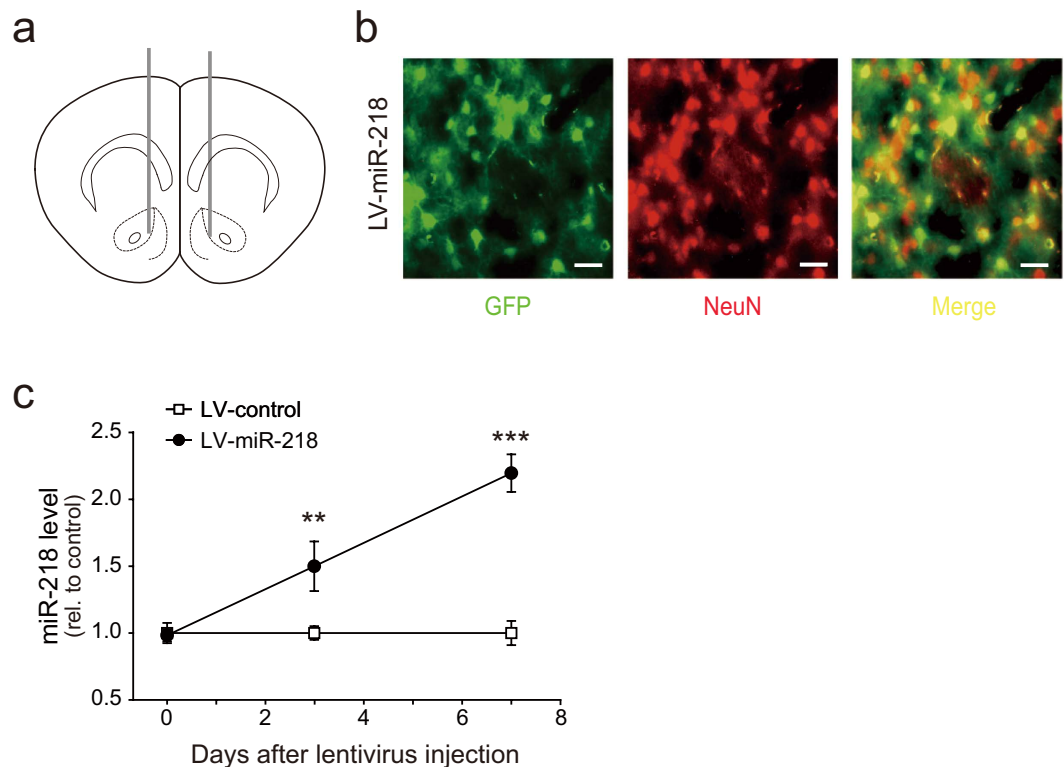 a
b
LV-miR-218
GFP
NeuN
Merge
c
LV-control
LV-miR-218
2.5
2.0
1.5
1.0
0.5
**
***
miR-218 level
(rel. to control)
0
2
4
6
8
Days after lentivirus injection